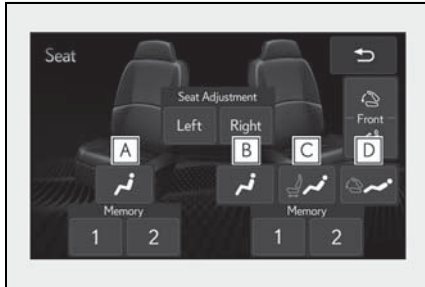 Seat
Seat Adjustment
Left Right
Front
A B C D
Memory Memory
1 2 1 2